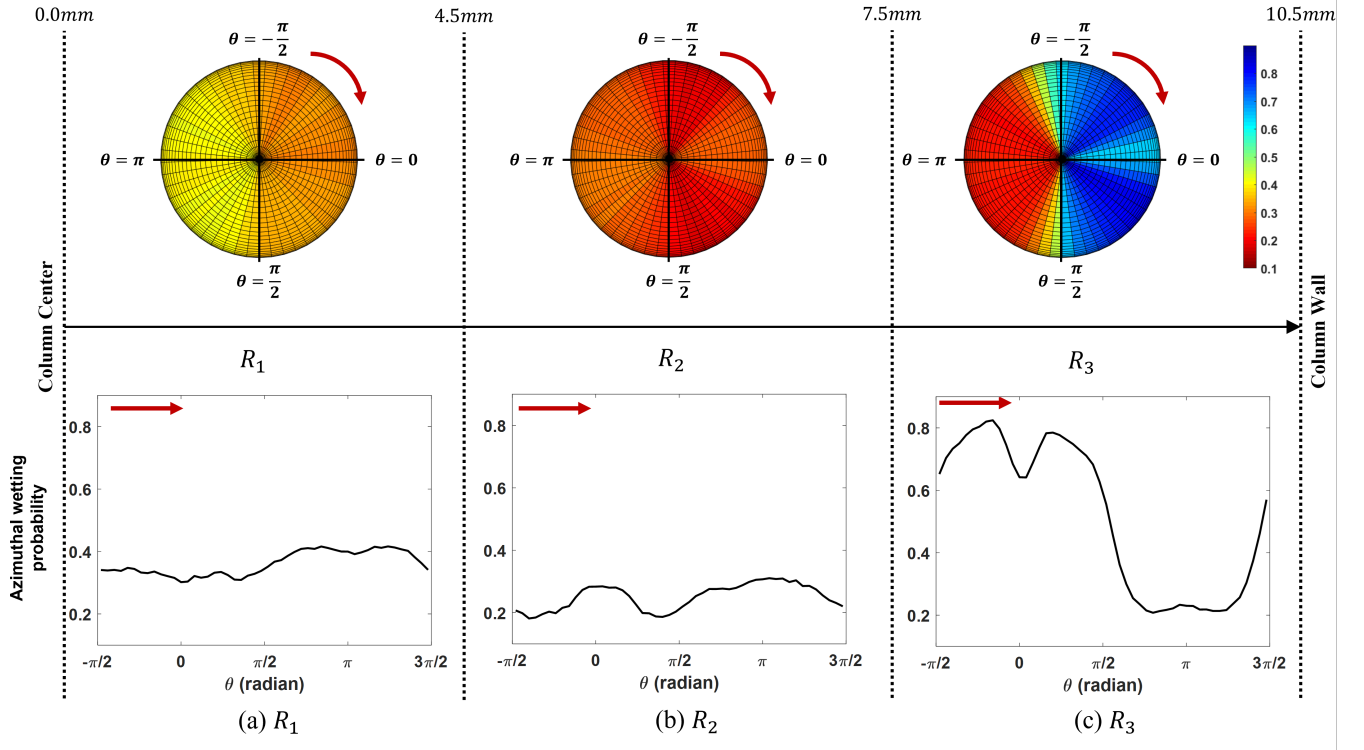 0.0mm 4.5mm 7.5mm 10.5mm
θ = −π/2 θ = −π/2 θ = −π/2
θ = π θ = 0 θ = π θ = 0 θ = π θ = 0
θ = π/2 θ = π/2 θ = π/2
0.8
0.7
0.6
0.5
0.4
0.3
0.2
0.1
Column Center
Column Wall
R₁ R₂ R₃
Azimuthal wetting
probability
0.8
0.6
0.4
0.2
-π/2 0 π/2 π 3π/2
θ (radian)
(a) R₁
0.8
0.6
0.4
0.2
-π/2 0 π/2 π 3π/2
θ (radian)
(b) R₂
0.8
0.6
0.4
0.2
-π/2 0 π/2 π 3π/2
θ (radian)
(c) R₃